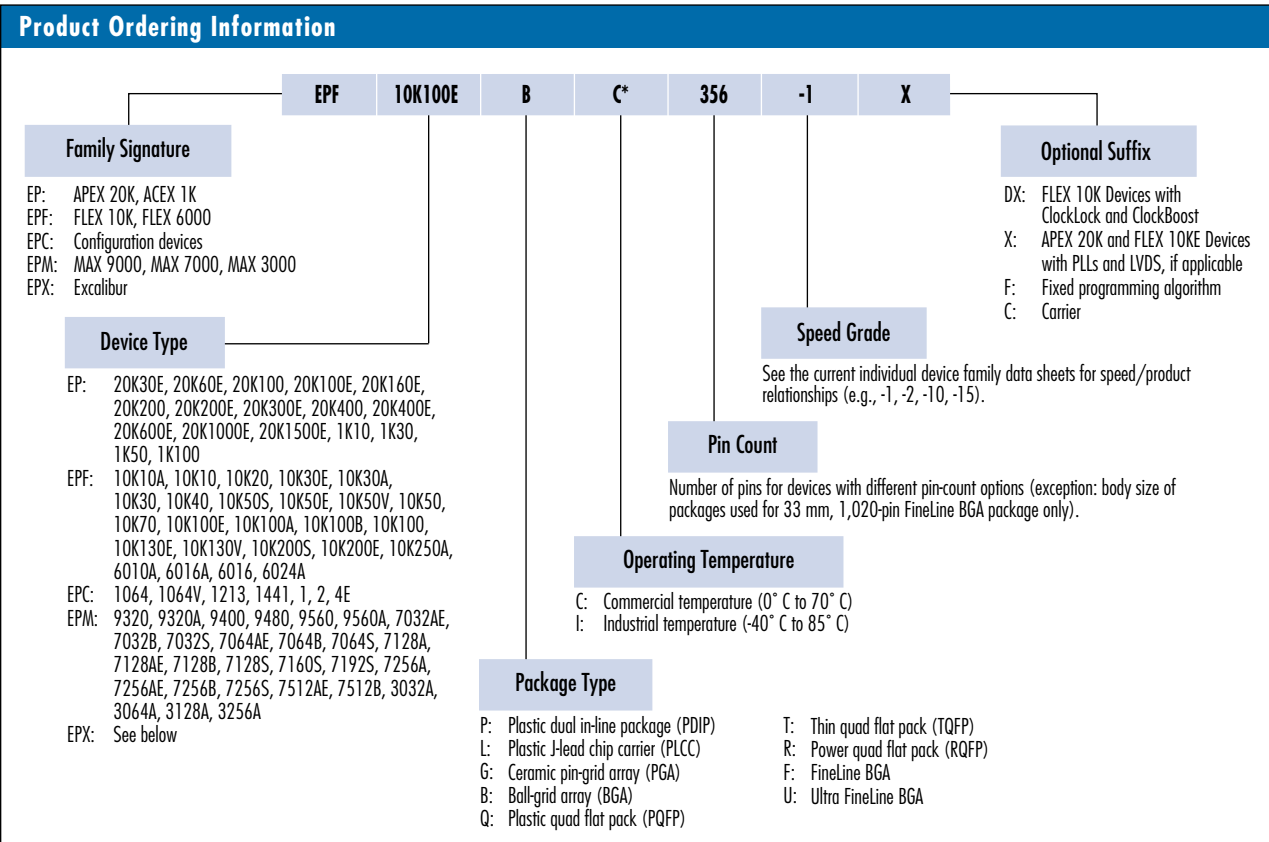 Product Ordering Information
EPF 10K100E B C* 356 -1 X
Family Signature
EP: APEX 20K, ACEX 1K
EPF: FLEX 10K, FLEX 6000
EPC: Configuration devices
EPM: MAX 9000, MAX 7000, MAX 3000
EPX: Excalibur
Optional Suffix
DX: FLEX 10K Devices with
ClockLock and ClockBoost
X: APEX 20K and FLEX 10KE Devices
with PLLs and LVDS, if applicable
F: Fixed programming algorithm
C: Carrier
Device Type
EP: 20K30E, 20K60E, 20K100, 20K100E, 20K160E,
20K200, 20K200E, 20K300E, 20K400, 20K400E,
20K600E, 20K1000E, 20K1500E, 1K10, 1K30,
1K50, 1K100
EPF: 10K10A, 10K10, 10K20, 10K30E, 10K30A,
10K30, 10K40, 10K50S, 10K50E, 10K50V, 10K50,
10K70, 10K100E, 10K100A, 10K100B, 10K100,
10K130E, 10K130V, 10K200S, 10K200E, 10K250A,
6010A, 6016A, 6016, 6024A
EPC: 1064, 1064V, 1213, 1441, 1, 2, 4E
EPM: 9320, 9320A, 9400, 9480, 9560, 9560A, 7032AE,
7032B, 7032S, 7064AE, 7064B, 7064S, 7128A,
7128AE, 7128B, 7128S, 7160S, 7192S, 7256A,
7256AE, 7256B, 7256S, 7512AE, 7512B, 3032A,
3064A, 3128A, 3256A
EPX: See below
Speed Grade
See the current individual device family data sheets for speed/product
relationships (e.g., -1, -2, -10, -15).
Pin Count
Number of pins for devices with different pin-count options (exception: body size of
packages used for 33 mm, 1,020-pin FineLine BGA package only).
Operating Temperature
C: Commercial temperature (0˚ C to 70˚ C)
I: Industrial temperature (-40˚ C to 85˚ C)
Package Type
P: Plastic dual in-line package (PDIP)
L: Plastic J-lead chip carrier (PLCC)
G: Ceramic pin-grid array (PGA)
B: Ball-grid array (BGA)
Q: Plastic quad flat pack (PQFP)
T: Thin quad flat pack (TQFP)
R: Power quad flat pack (RQFP)
F: FineLine BGA
U: Ultra FineLine BGA